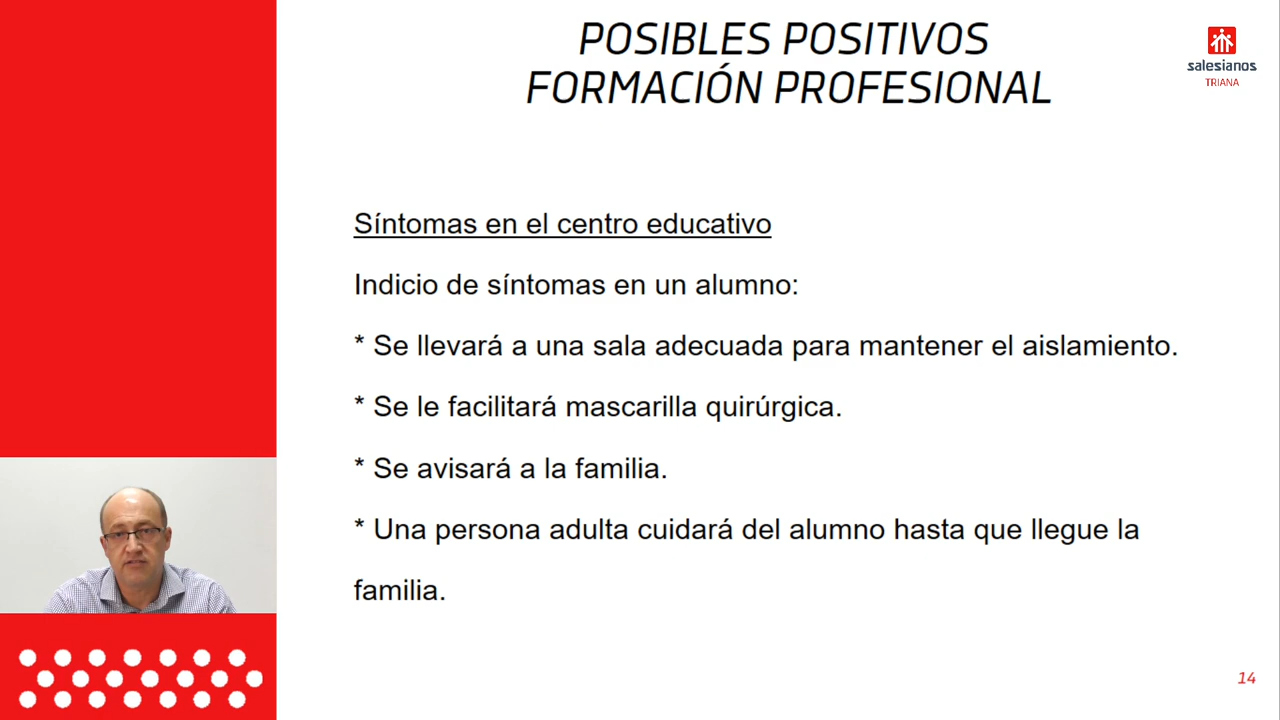 POSIBLES POSITIVOS
FORMACIÓN PROFESIONAL
salesianos
TRIANA
Síntomas en el centro educativo
Indicio de síntomas en un alumno:
* Se llevará a una sala adecuada para mantener el aislamiento.
* Se le facilitará mascarilla quirúrgica.
* Se avisará a la familia.
* Una persona adulta cuidará del alumno hasta que llegue la
familia.
14